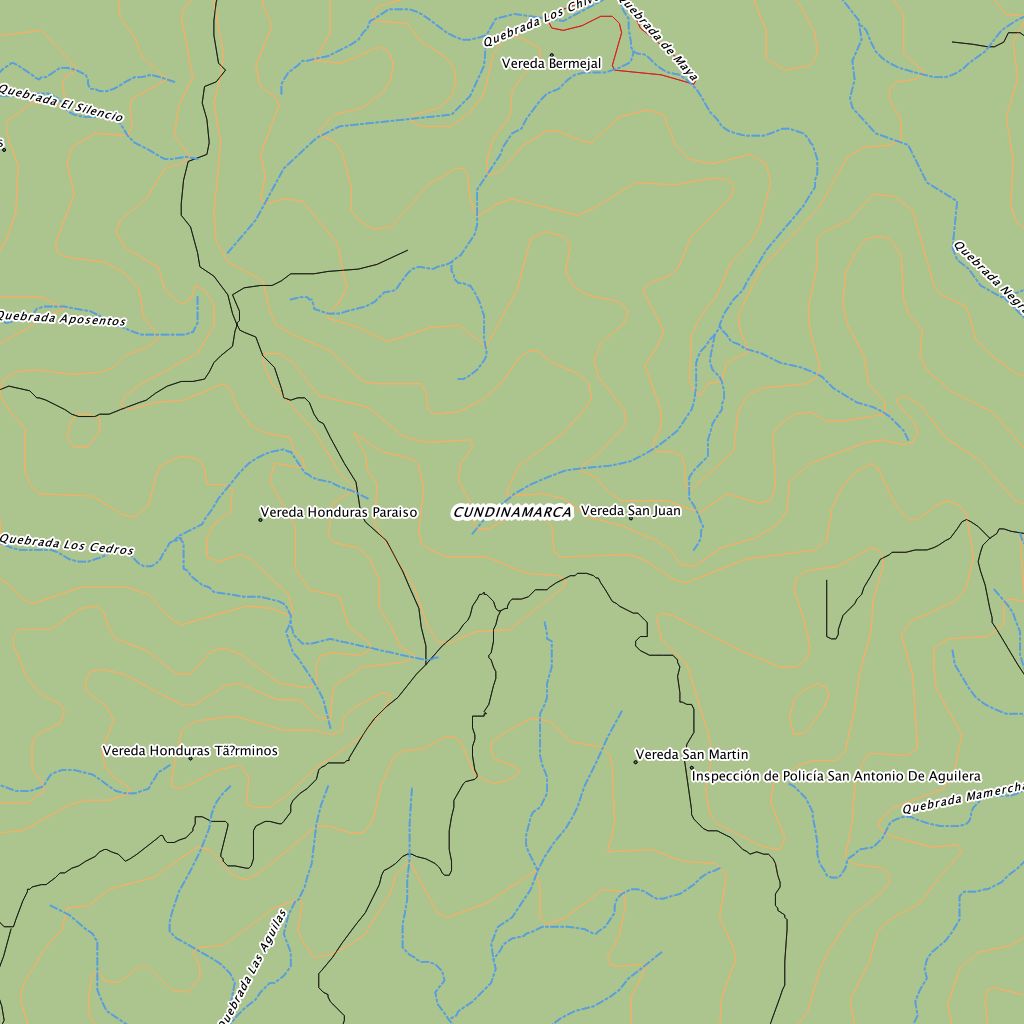 Quebrada Los Chiv
Quebrada de Maya
Vereda Bermejal
Quebrada El Silencio
Quebrada Negra
Quebrada Aposentos
Vereda Honduras Paraiso
CUNDINAMARCA
Vereda San Juan
Quebrada Los Cedros
Vereda Honduras Tã?rminos
Vereda San Martin
Inspección de Policía San Antonio De Aguilera
Quebrada Mamercha
Quebrada Las Aguilas